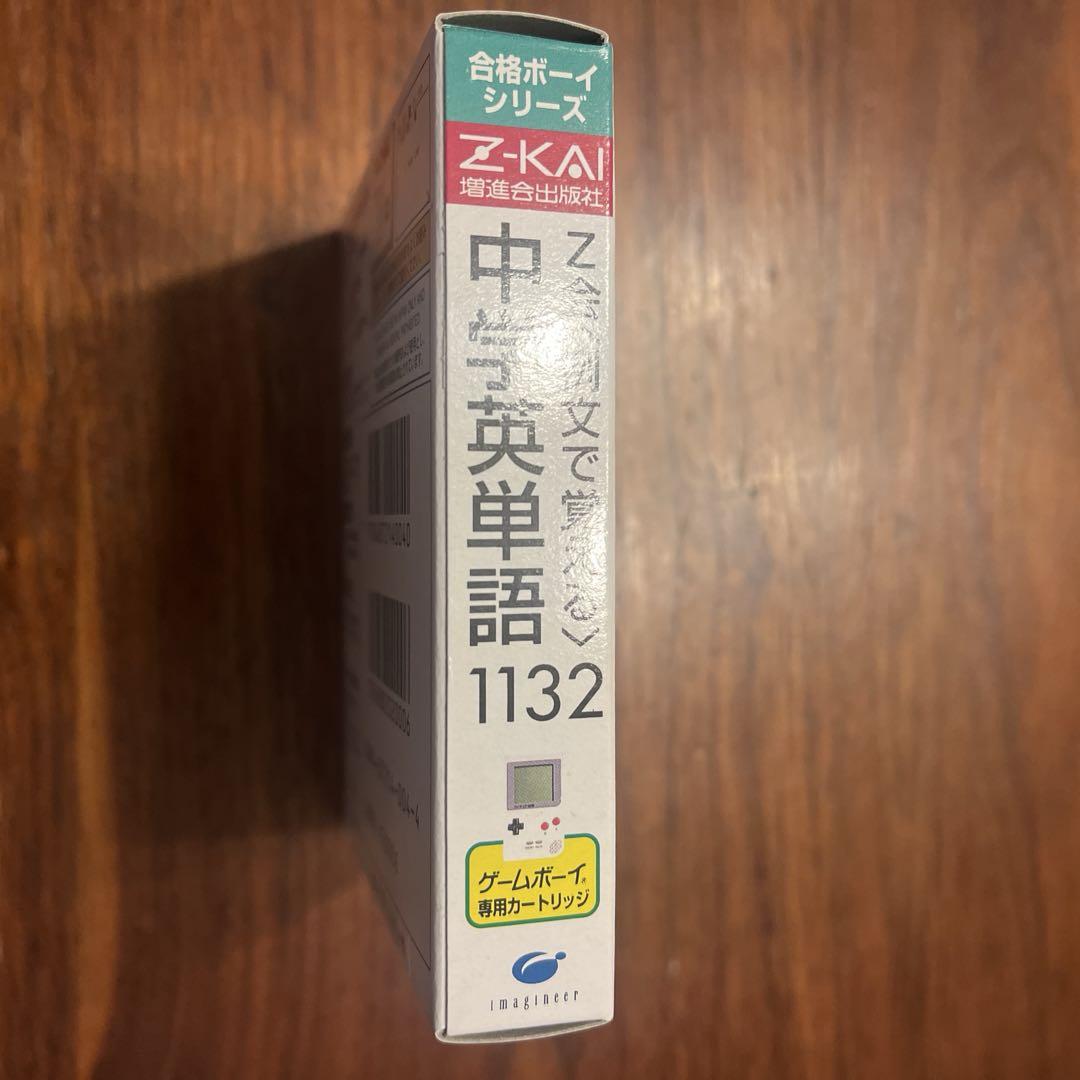 合格ボーイ
シリーズ
Z-KAI
増進会出版社
Z会〈例文で覚える〉
中学英単語
1132
ゲームボーイ
専用カートリッジ
imagineer